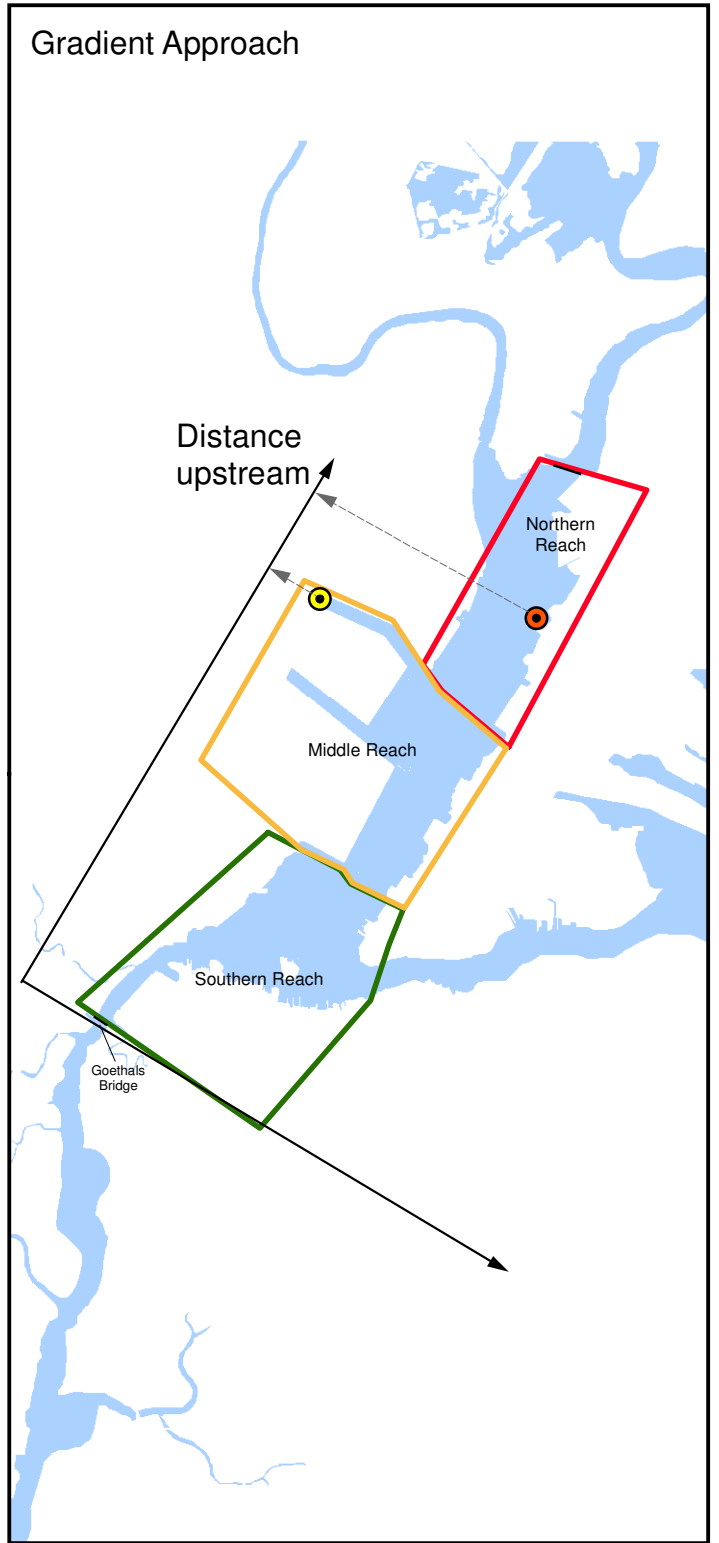 Gradient Approach
Distance
upstream
Northern
Reach
Middle Reach
Southern Reach
Goethals
Bridge